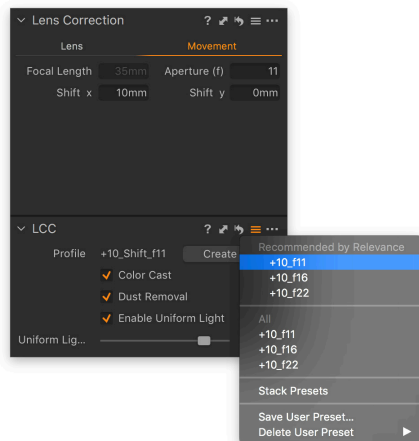 Lens Correction ?
Lens Movement
Focal Length 35mm Aperture (f) 11
Shift x 10mm Shift y 0mm
LCC ?
Profile +10_Shift_f11 Create
Color Cast
Dust Removal
Enable Uniform Light
Uniform Lig...
Recommended by Relevance
+10_f11
+10_f16
+10_f22
All
+10_f11
+10_f16
+10_f22
Stack Presets
Save User Preset...
Delete User Preset